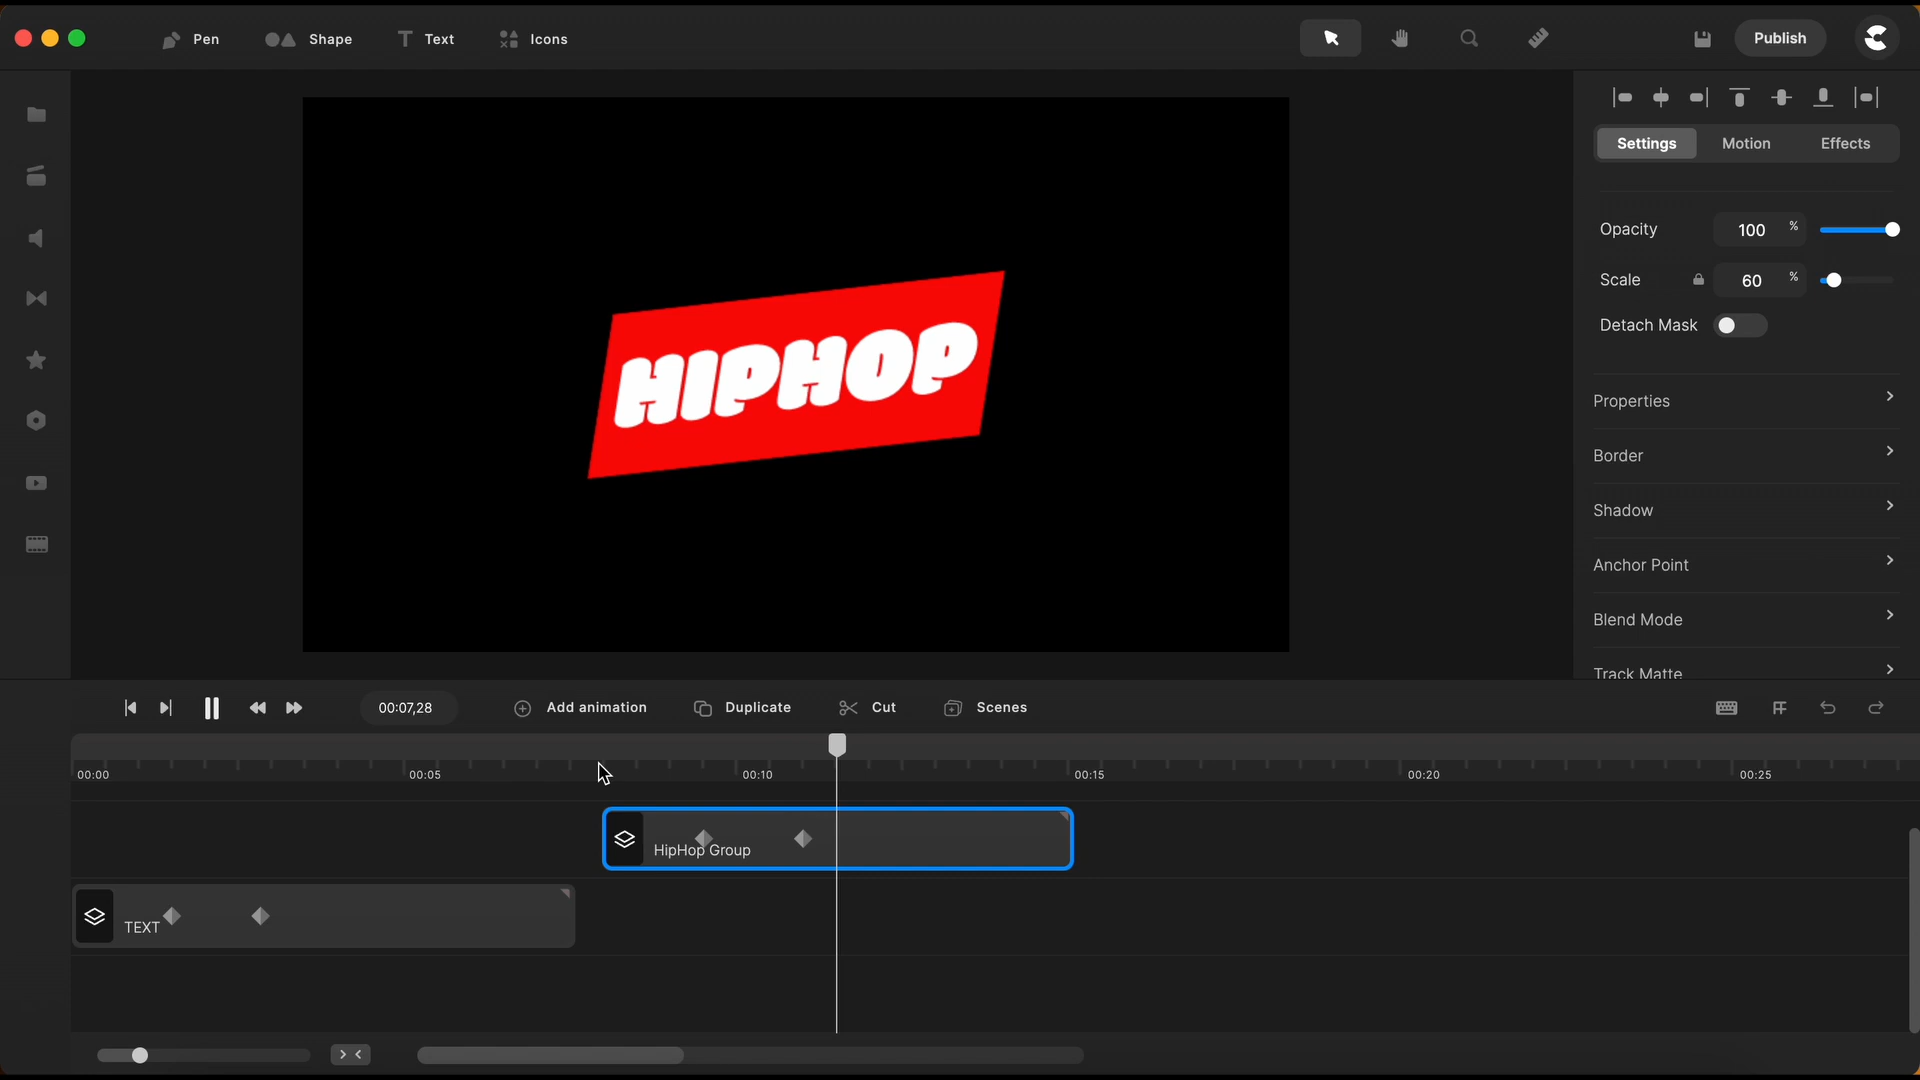 Pen
Shape
Text
Icons
Publish
Settings
Motion
Effects
HIPHOP
Opacity 100 %
Scale 60 %
Detach Mask
Properties
Border
Shadow
Anchor Point
Blend Mode
Track Matte
00:07,28
Add animation
Duplicate
Cut
Scenes
00:00
00:05
00:10
00:15
00:20
00:25
HipHop Group
TEXT